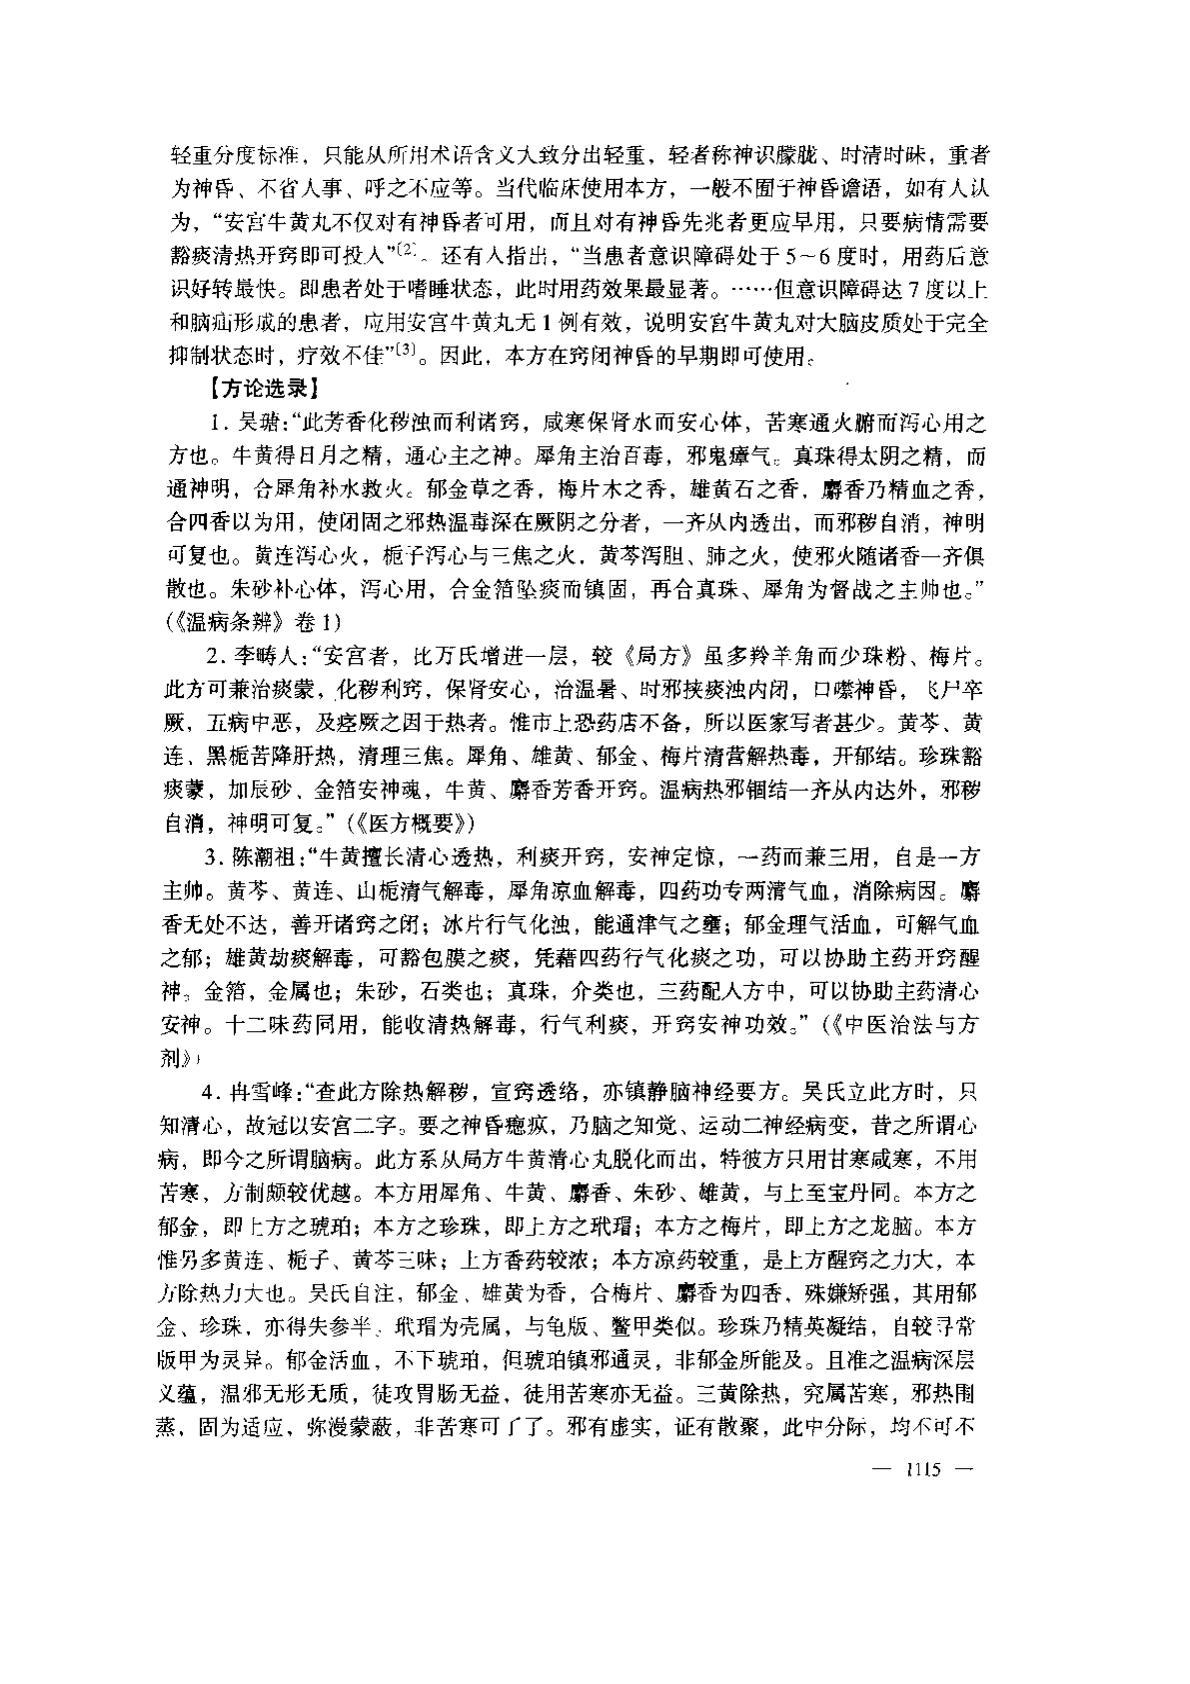 轻重分度标准，只能从所用术语含义大致分出轻重，轻者称神识朦胧、时清时昧，重者
为神昏、不省人事、呼之不应等。当代临床使用本方，一般不囿于神昏谵语，如有人认
为，“安宫牛黄丸不仅对有神昏者可用，而且对有神昏先兆者更应早用，只要病情需要
豁痰清热开窍即可投入”〔2〕。还有人指出，“当患者意识障碍处于5～6度时，用药后意
识好转最快。即患者处于嗜睡状态，此时用药效果最显著。……但意识障碍达7度以上
和脑疝形成的患者，应用安宫牛黄丸无1例有效，说明安宫牛黄丸对大脑皮质处于完全
抑制状态时，疗效不佳”〔3〕。因此，本方在窍闭神昏的早期即可使用。
【方论选录】
1. 吴瑭：“此芳香化秽浊而利诸窍，咸寒保肾水而安心体，苦寒通火腑而泻心用之
方也。牛黄得日月之精，通心主之神。犀角主治百毒，邪鬼瘴气。真珠得太阴之精，而
通神明，合犀角补水救火。郁金草之香，梅片木之香，雄黄石之香，麝香乃精血之香，
合四香以为用，使闭固之邪热温毒深在厥阴之分者，一齐从内透出，而邪秽自消，神明
可复也。黄连泻心火，栀子泻心与三焦之火，黄芩泻胆、肺之火，使邪火随诸香一齐俱
散也。朱砂补心体，泻心用，合金箔坠痰而镇固，再合真珠、犀角为督战之主帅也。”
（《温病条辨》卷1）
2. 李畴人：“安宫者，比万氏增进一层，较《局方》虽多羚羊角而少珠粉、梅片。
此方可兼治痰蒙，化秽利窍，保肾安心，治温暑、时邪挟痰浊内闭，口噤神昏，飞尸卒
厥，五病中恶，及痉厥之因于热者。惟市上恐药店不备，所以医家写者甚少。黄芩、黄
连、黑栀苦降肝热，清理三焦。犀角、雄黄、郁金、梅片清营解热毒，开郁结。珍珠豁
痰蒙，加辰砂、金箔安神魂，牛黄、麝香芳香开窍。温病热邪锢结一齐从内达外，邪秽
自消，神明可复。”（《医方概要》）
3. 陈潮祖：“牛黄擅长清心透热，利痰开窍，安神定惊，一药而兼三用，自是一方
主帅。黄芩、黄连、山栀清气解毒，犀角凉血解毒，四药功专两清气血，消除病因。麝
香无处不达，善开诸窍之闭；冰片行气化浊，能通津气之壅；郁金理气活血，可解气血
之郁；雄黄劫痰解毒，可豁包膜之痰，凭藉四药行气化痰之功，可以协助主药开窍醒
神。金箔，金属也；朱砂，石类也；真珠，介类也，三药配入方中，可以协助主药清心
安神。十二味药同用，能收清热解毒，行气利痰，开窍安神功效。”（《中医治法与方
剂》）
4. 冉雪峰：“查此方除热解秽，宣窍透络，亦镇静脑神经要方。吴氏立此方时，只
知清心，故冠以安宫二字。要之神昏瘛疭，乃脑之知觉、运动二神经病变，昔之所谓心
病，即今之所谓脑病。此方系从局方牛黄清心丸脱化而出，特彼方只用甘寒咸寒，不用
苦寒，方制颇较优越。本方用犀角、牛黄、麝香、朱砂、雄黄，与上至宝丹同。本方之
郁金，即上方之琥珀；本方之珍珠，即上方之玳瑁；本方之梅片，即上方之龙脑。本方
惟另多黄连、栀子、黄芩三味；上方香药较浓；本方凉药较重，是上方醒窍之力大，本
方除热力大也。吴氏自注，郁金、雄黄为香，合梅片、麝香为四香，殊嫌矫强，其用郁
金、珍珠，亦得失参半。玳瑁为壳属，与龟版、鳖甲类似。珍珠乃精英凝结，自较寻常
版甲为灵异。郁金活血，不下琥珀，但琥珀镇邪通灵，非郁金所能及。且准之温病深层
义蕴，温邪无形无质，徒攻胃肠无益，徒用苦寒亦无益。三黄除热，究属苦寒，邪热围
蒸，固为适应，弥漫蒙蔽，非苦寒可了了。邪有虚实，证有散聚，此中分际，均不可不
— 1115 —